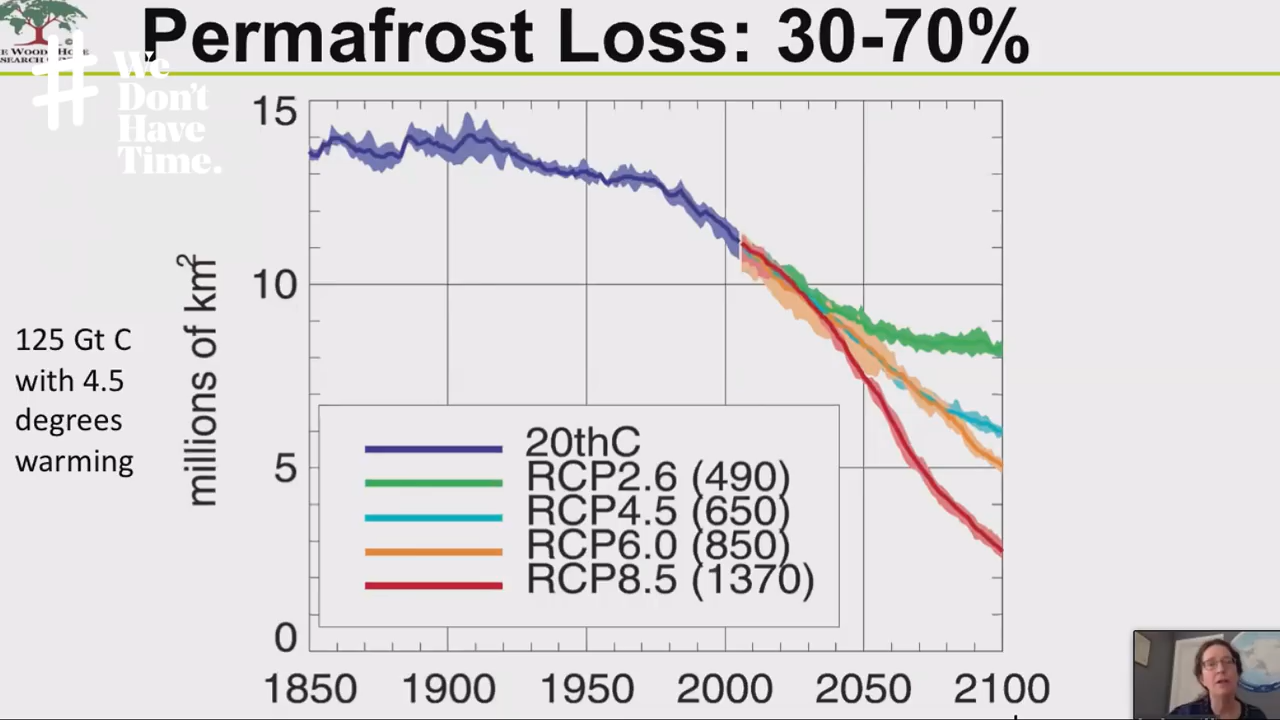 Permafrost Loss: 30-70%
#
We
Don't
Have
Time.
15
10
5
0
millions of km2
125 Gt C
with 4.5
degrees
warming
20thC
RCP2.6 (490)
RCP4.5 (650)
RCP6.0 (850)
RCP8.5 (1370)
1850 1900 1950 2000 2050 2100